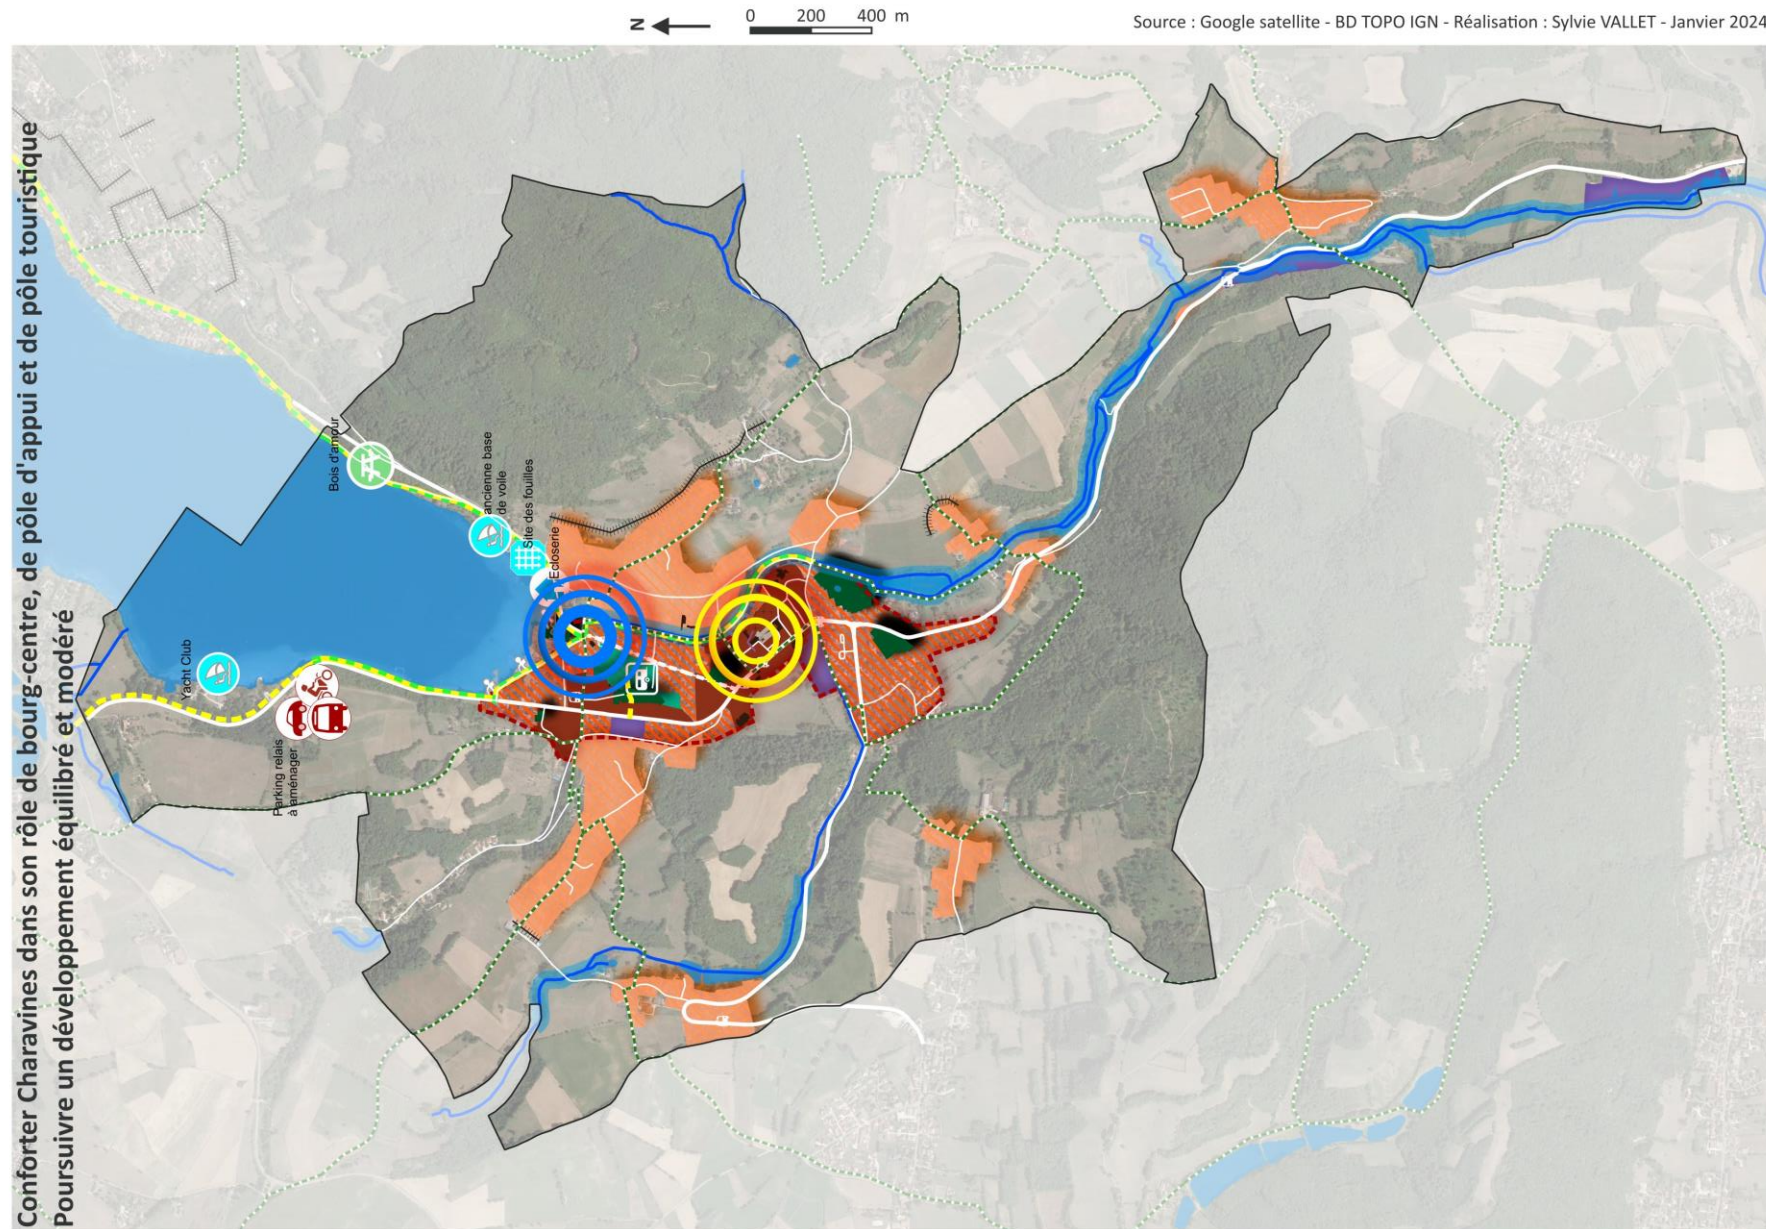 Conforter Charavines dans son rôle de bourg-centre, de pôle d'appui et de pôle touristique
Poursuivre un développement équilibré et modéré
N
0 200 400 m
Source : Google satellite - BD TOPO IGN - Réalisation : Sylvie VALLET - Janvier 2024
Bois d'amour
ancienne base
de voile
Site des fouilles
Ecloserie
Yacht Club
Parking relais
à aménager